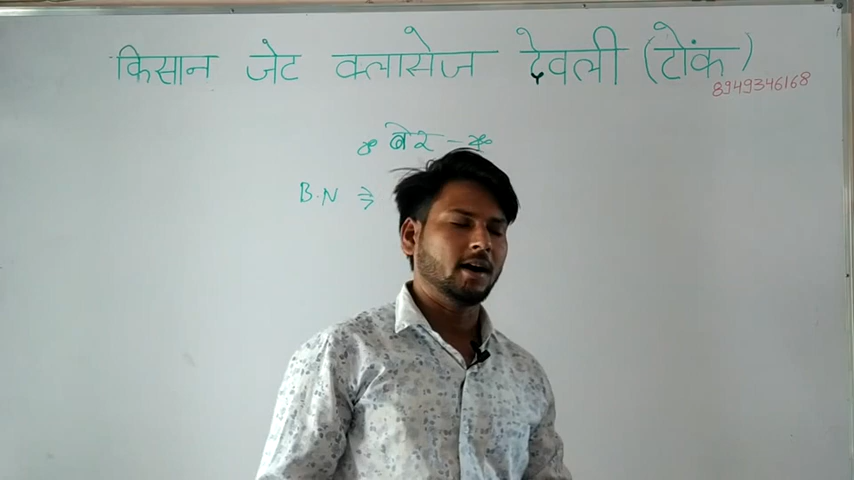 किसान जेट क्लासेज देवली (टोंक)
8949346168
* बेर - *
B.N ⇒